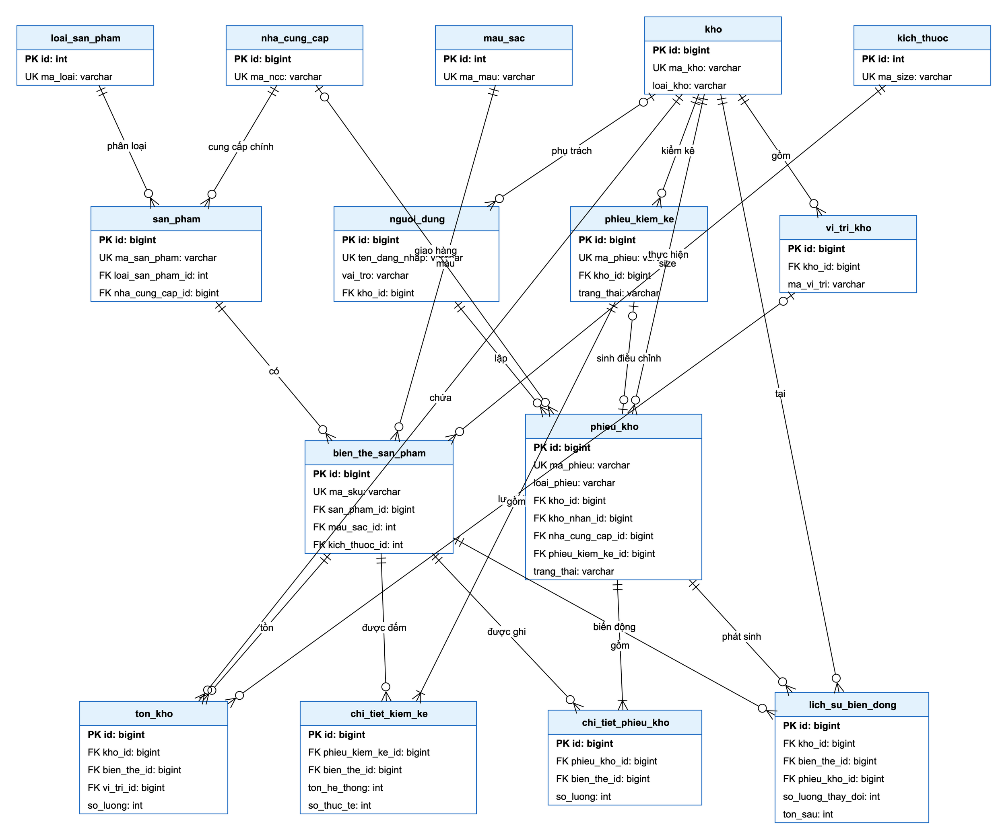 loai_san_pham
PK id: int
UK ma_loai: varchar
nha_cung_cap
PK id: bigint
UK ma_ncc: varchar
mau_sac
PK id: int
UK ma_mau: varchar
kho
PK id: bigint
UK ma_kho: varchar
loai_kho: varchar
kich_thuoc
PK id: int
UK ma_size: varchar
phân loại
cung cấp chính
phụ trách
kiểm kê
gồm
san_pham
PK id: bigint
UK ma_san_pham: varchar
FK loai_san_pham_id: int
FK nha_cung_cap_id: bigint
nguoi_dung
PK id: bigint
UK ten_dang_nhap: varchar
vai_tro: varchar
FK kho_id: bigint
giao hàng
màu
phieu_kiem_ke
PK id: bigint
UK ma_phieu:
FK kho_id: bigint
trang_thai: varchar
thực hiện
size
vi_tri_kho
PK id: bigint
FK kho_id: bigint
ma_vi_tri: varchar
có
lập
sinh điều chỉnh
chứa
tại
bien_the_san_pham
PK id: bigint
UK ma_sku: varchar
FK san_pham_id: bigint
FK mau_sac_id: int
FK kich_thuoc_id: int
phieu_kho
PK id: bigint
UK ma_phieu: varchar
loai_phieu: varchar
FK kho_id: bigint
FK kho_nhan_id: bigint
FK nha_cung_cap_id: bigint
FK phieu_kiem_ke_id: bigint
trang_thai: varchar
gồm
tồn
được đếm
được ghi
biến động
gồm
phát sinh
ton_kho
PK id: bigint
FK kho_id: bigint
FK bien_the_id: bigint
FK vi_tri_id: bigint
so_luong: int
chi_tiet_kiem_ke
PK id: bigint
FK phieu_kiem_ke_id: bigint
FK bien_the_id: bigint
ton_he_thong: int
so_thuc_te: int
chi_tiet_phieu_kho
PK id: bigint
FK phieu_kho_id: bigint
FK bien_the_id: bigint
so_luong: int
lich_su_bien_dong
PK id: bigint
FK kho_id: bigint
FK bien_the_id: bigint
FK phieu_kho_id: bigint
so_luong_thay_doi: int
ton_sau: int